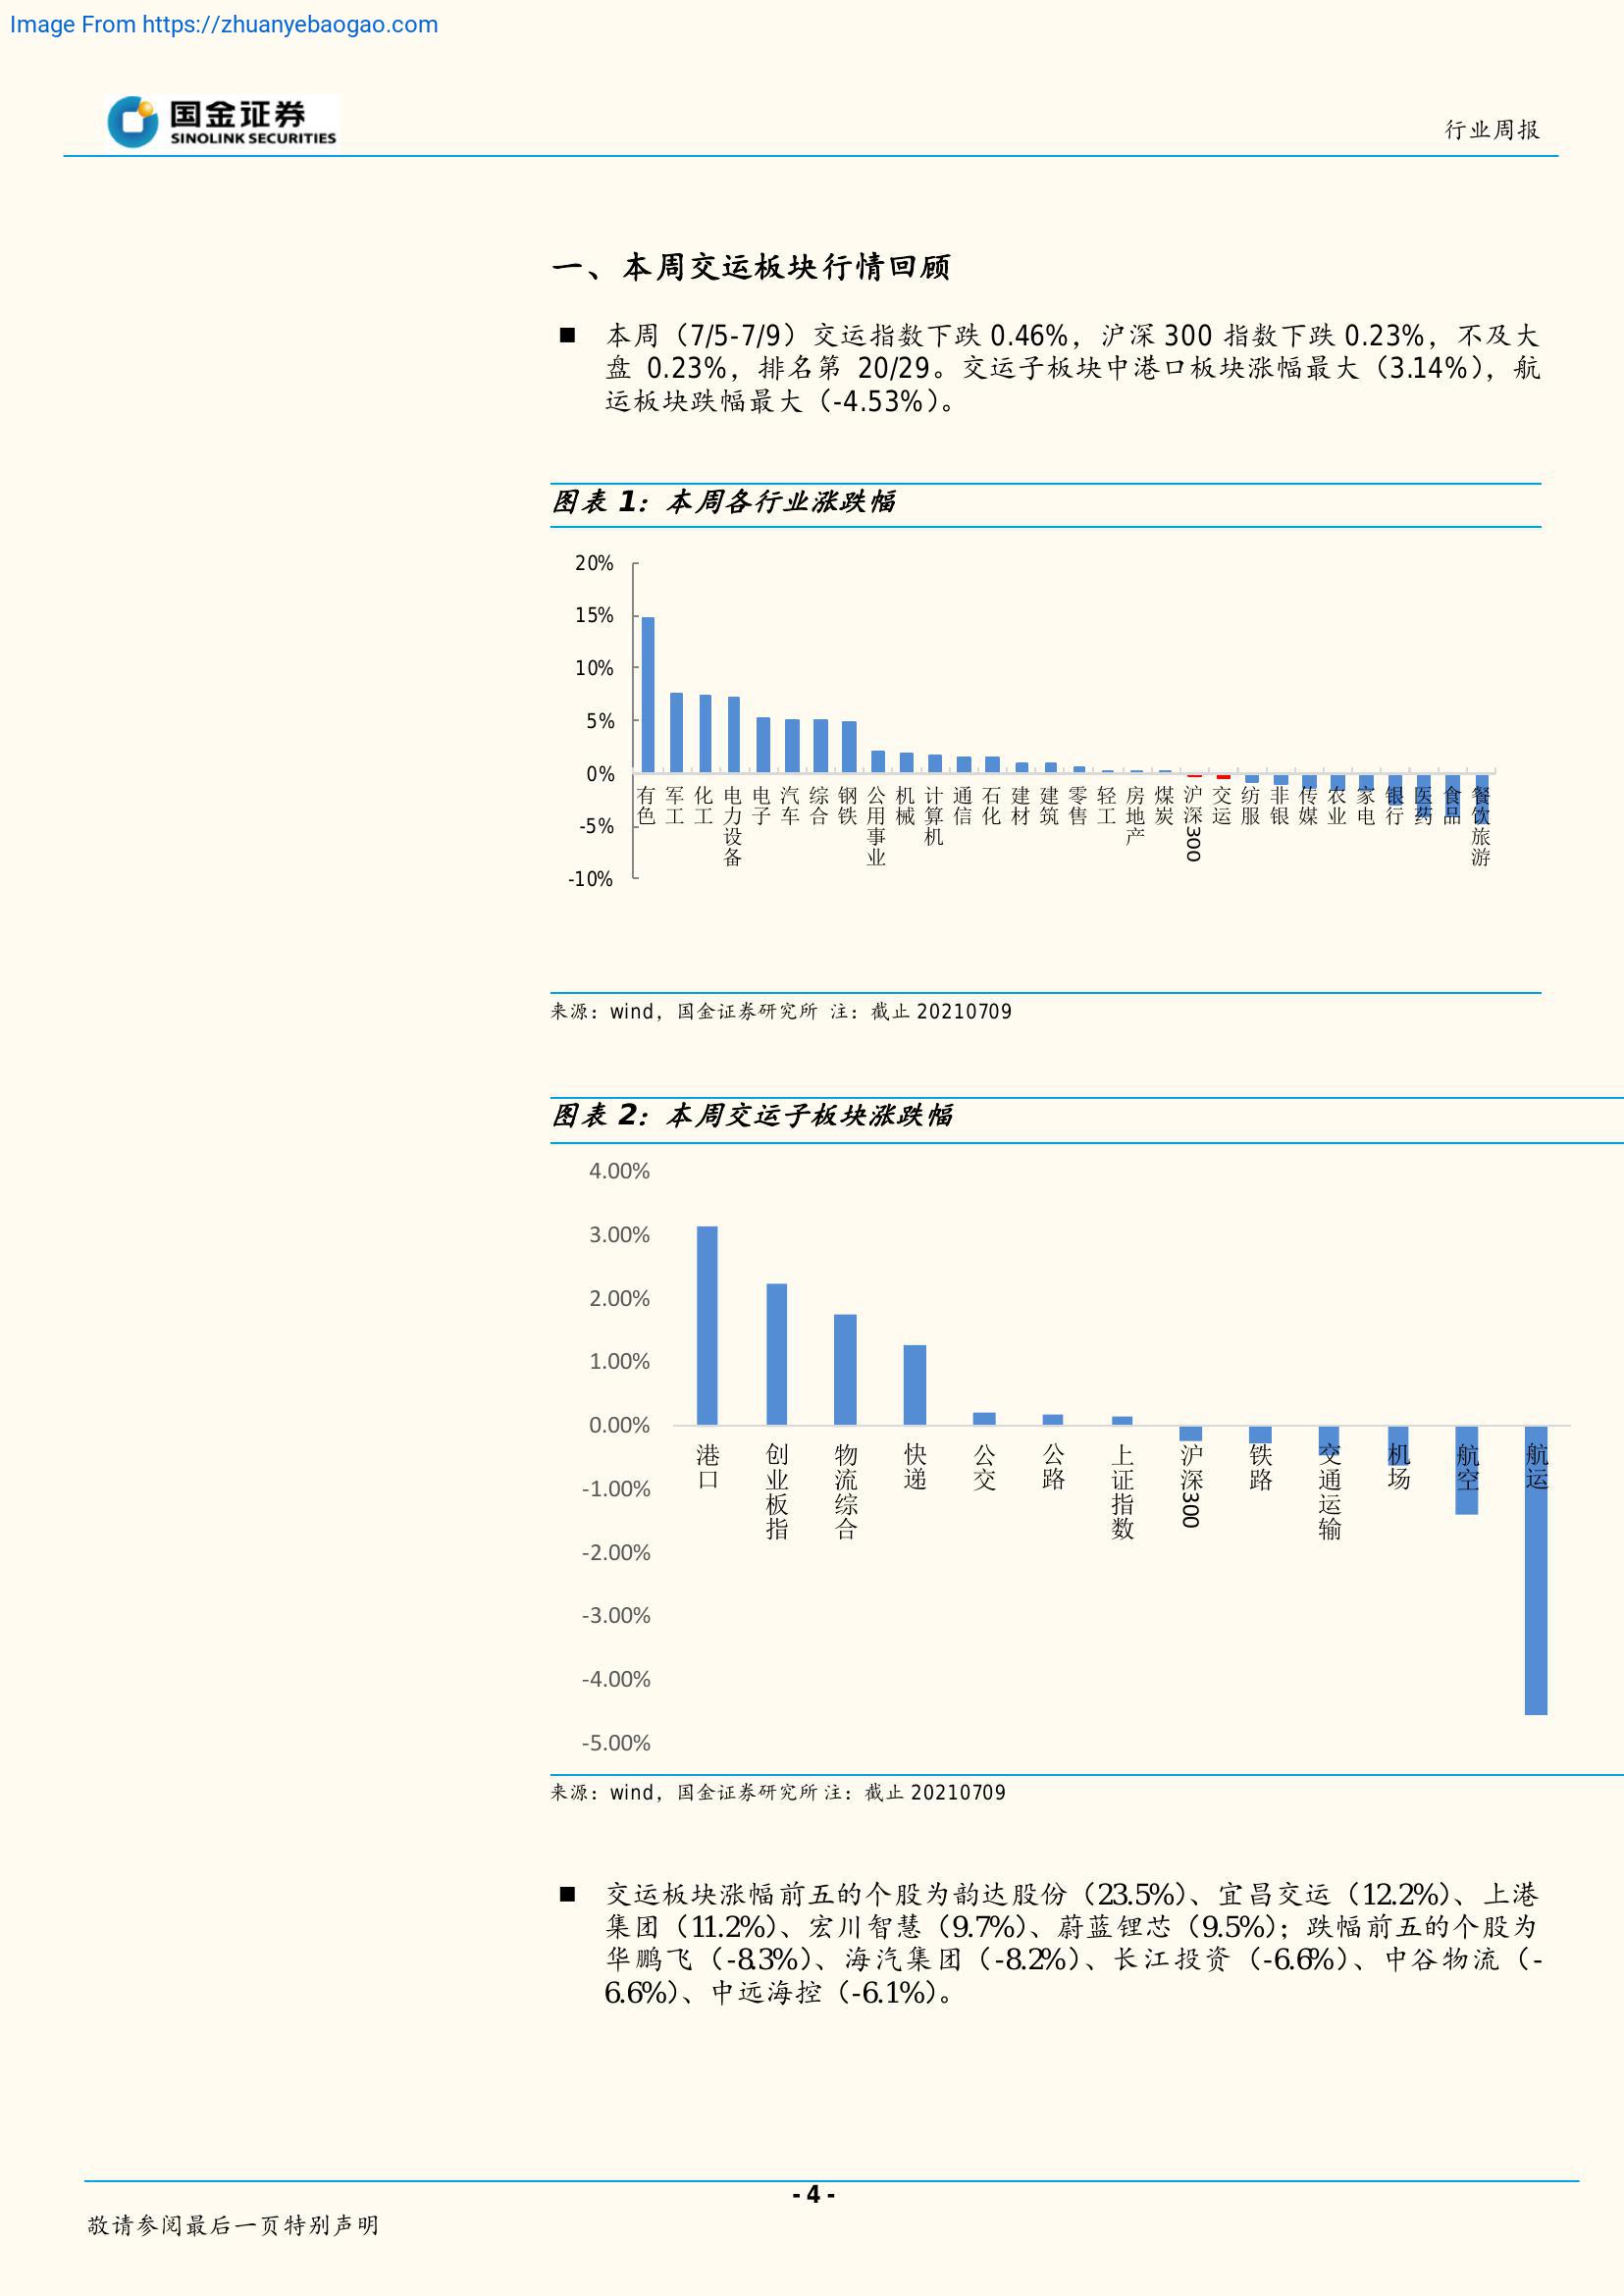 Image From https://zhuanyebaogao.com
国金证券
SINOLINK SECURITIES
行业周报
一、本周交运板块行情回顾
■ 本周（7/5-7/9）交运指数下跌 0.46%，沪深 300 指数下跌 0.23%，不及大
盘 0.23%，排名第 20/29。交运子板块中港口板块涨幅最大（3.14%），航
运板块跌幅最大（-4.53%）。
图表 1：本周各行业涨跌幅
20%
15%
10%
5%
0%
-5%
-10%
有色 军工 化工 电力设备 电子 汽车 综合 钢铁 公用事业 机械 计算机 通信 石化 建材 建筑 零售 轻工 房地产 煤炭 沪深300 交运 纺服 非银 传媒 农业 家电 银行 医药 食品 餐饮旅游
来源：wind，国金证券研究所 注：截止 20210709
图表 2：本周交运子板块涨跌幅
4.00%
3.00%
2.00%
1.00%
0.00%
-1.00%
-2.00%
-3.00%
-4.00%
-5.00%
港口 创业板指 物流综合 快递 公交 公路 上证指数 沪深300 铁路 交通运输 机场 航空 航运
来源：wind，国金证券研究所 注：截止 20210709
■ 交运板块涨幅前五的个股为韵达股份（23.5%）、宜昌交运（12.2%）、上港
集团（11.2%）、宏川智慧（9.7%）、蔚蓝锂芯（9.5%）；跌幅前五的个股为
华鹏飞（-8.3%）、海汽集团（-8.2%）、长江投资（-6.6%）、中谷物流（-
6.6%）、中远海控（-6.1%）。
- 4 -
敬请参阅最后一页特别声明